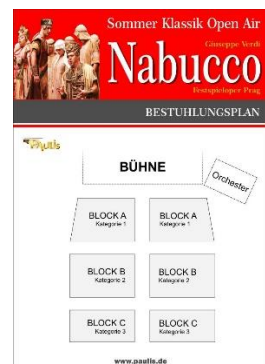 Sommer Klassik Open Air
Giuseppe Verdi
Nabucco
Festspieloper Prag
BESTUHLUNGSPLAN
Paulis
BÜHNE
Orchester
BLOCK A
Kategorie 1
BLOCK A
Kategorie 1
BLOCK B
Kategorie 2
BLOCK B
Kategorie 2
BLOCK C
Kategorie 3
BLOCK C
Kategorie 3
www.paulis.de